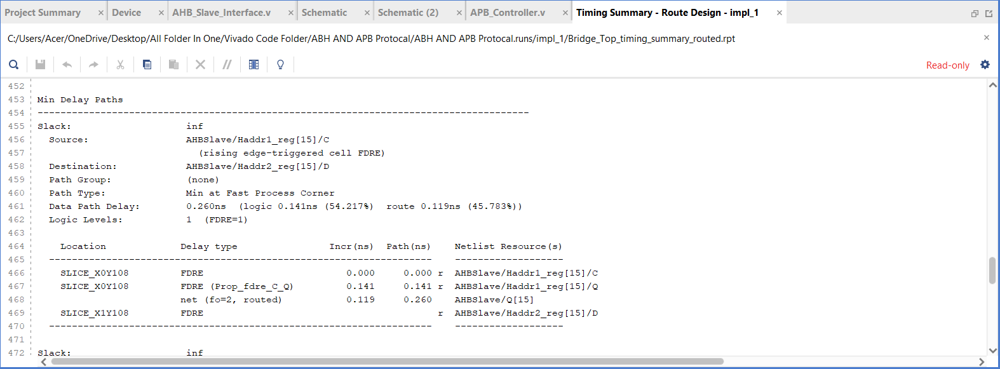 Project Summary × Device × AHB_Slave_Interface.v × Schematic × Schematic (2) × APB_Controller.v × Timing Summary - Route Design - impl_1 ×
C:/Users/Acer/OneDrive/Desktop/All Folder In One/Vivado Code Folder/ABH AND APB Protocal/ABH AND APB Protocal.runs/impl_1/Bridge_Top_timing_summary_routed.rpt ×
Read-only
452
453 Min Delay Paths
454 --------------------------------------------------------------------------------------
455 Slack: inf
456 Source: AHBSlave/Haddr1_reg[15]/C
457 (rising edge-triggered cell FDRE)
458 Destination: AHBSlave/Haddr2_reg[15]/D
459 Path Group: (none)
460 Path Type: Min at Fast Process Corner
461 Data Path Delay: 0.260ns (logic 0.141ns (54.217%) route 0.119ns (45.783%))
462 Logic Levels: 1 (FDRE=1)
463
464 Location Delay type Incr(ns) Path(ns) Netlist Resource(s)
465 ------------------------------------------------------------------- -------------------
466 SLICE_X0Y108 FDRE 0.000 0.000 r AHBSlave/Haddr1_reg[15]/C
467 SLICE_X0Y108 FDRE (Prop_fdre_C_Q) 0.141 0.141 r AHBSlave/Haddr1_reg[15]/Q
468 net (fo=2, routed) 0.119 0.260 AHBSlave/Q[15]
469 SLICE_X1Y108 FDRE r AHBSlave/Haddr2_reg[15]/D
470 ------------------------------------------------------------------- -------------------
471
472 Slack: inf